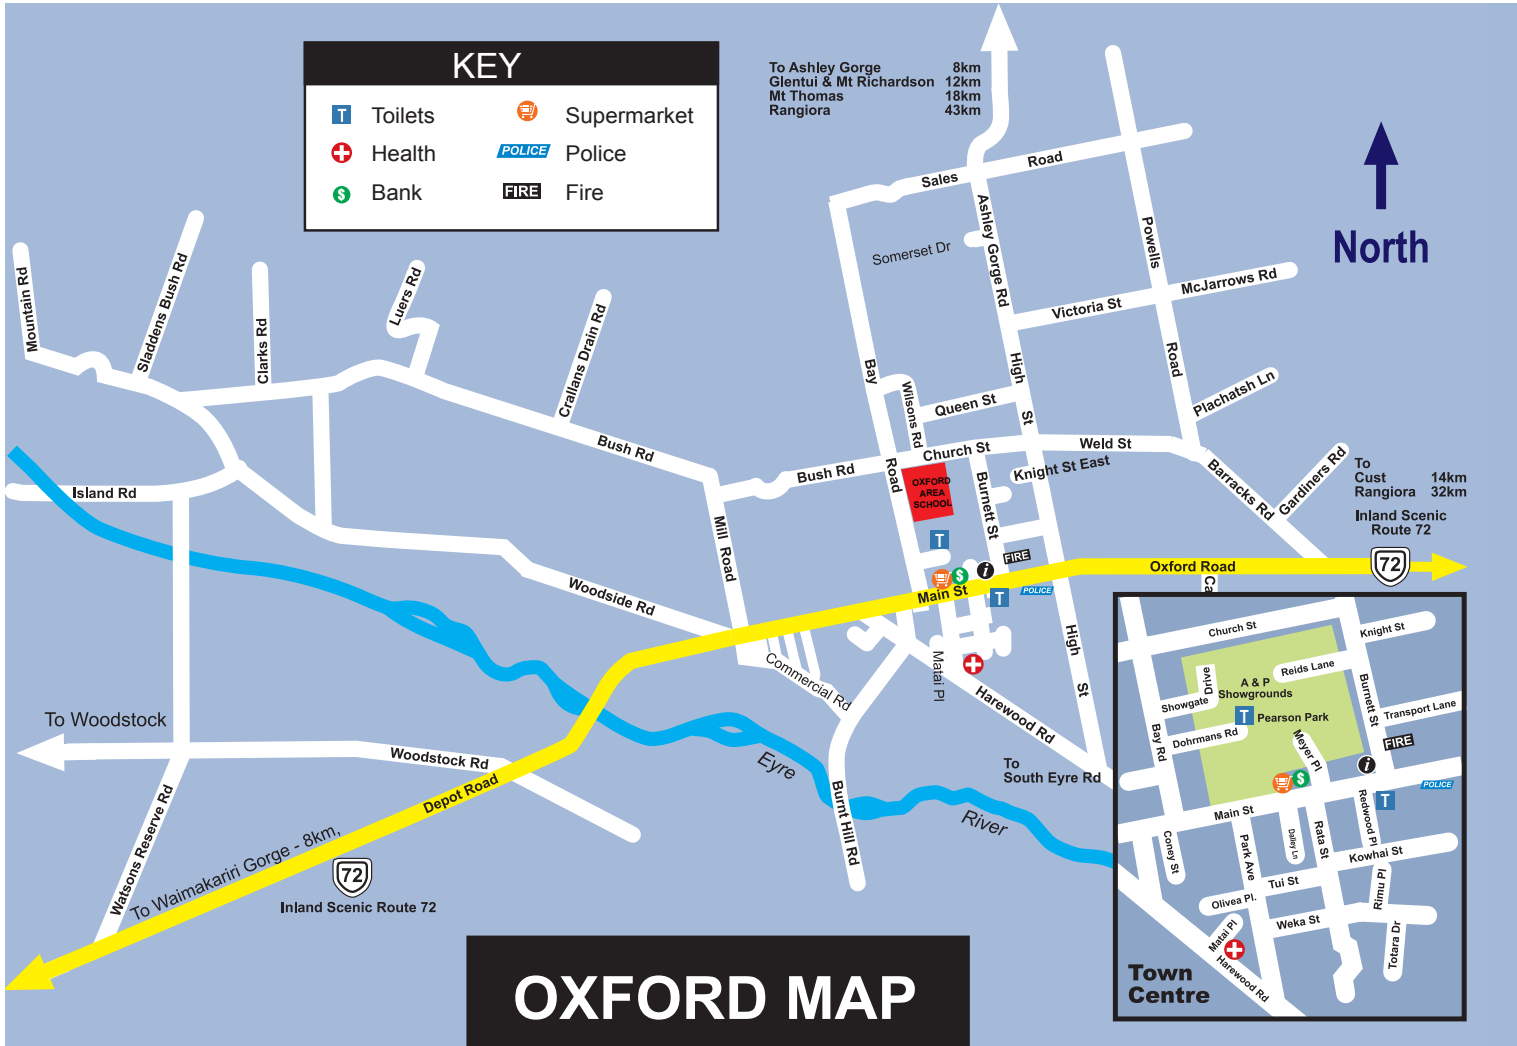 KEY
Toilets
Supermarket
Health
POLICE
Police
Bank
FIRE
Fire
T
$
To Ashley Gorge 8km
Glentui & Mt Richardson 12km
Mt Thomas 18km
Rangiora 43km
North
Sales Road
Ashley Gorge Rd
Somerset Dr
Powells Road
McJarrows Rd
Victoria St
Mountain Rd
Sladdens Bush Rd
Clarks Rd
Luers Rd
Crallans Drain Rd
Bush Rd
Bay Road
Wilsons Rd
Queen St
High St
Plachatsh Ln
Church St
Weld St
Bush Rd
Knight St East
Barracks Rd
Gardiners Rd
To
Cust 14km
Rangiora 32km
Inland Scenic
Route 72
72
Island Rd
OXFORD
AREA
SCHOOL
Burnett St
Mill Road
T
FIRE
i
$
Main St
T
POLICE
Oxford Road
Ca
Woodside Rd
Commercial Rd
Matai Pl
High St
Harewood Rd
To
South Eyre Rd
To Woodstock
Woodstock Rd
Depot Road
Eyre
River
Burnt Hill Rd
Watsons Reserve Rd
To Waimakariri Gorge - 8km,
72
Inland Scenic Route 72
OXFORD MAP
Church St
Knight St
Reids Lane
Drive
A & P
Showgrounds
Showgate
T
Pearson Park
Burnett St
Transport Lane
Bay Rd
Dohrmans Rd
Meyer Pl
FIRE
i
$
POLICE
T
Main St
Redwood Pl
Coney St
Park Ave
Dalley Ln
Rata St
Kowhai St
Tui St
Rimu Pl
Olivea Pl.
Weka St
Matai Pl
Totara Dr
Harewood Rd
Town
Centre